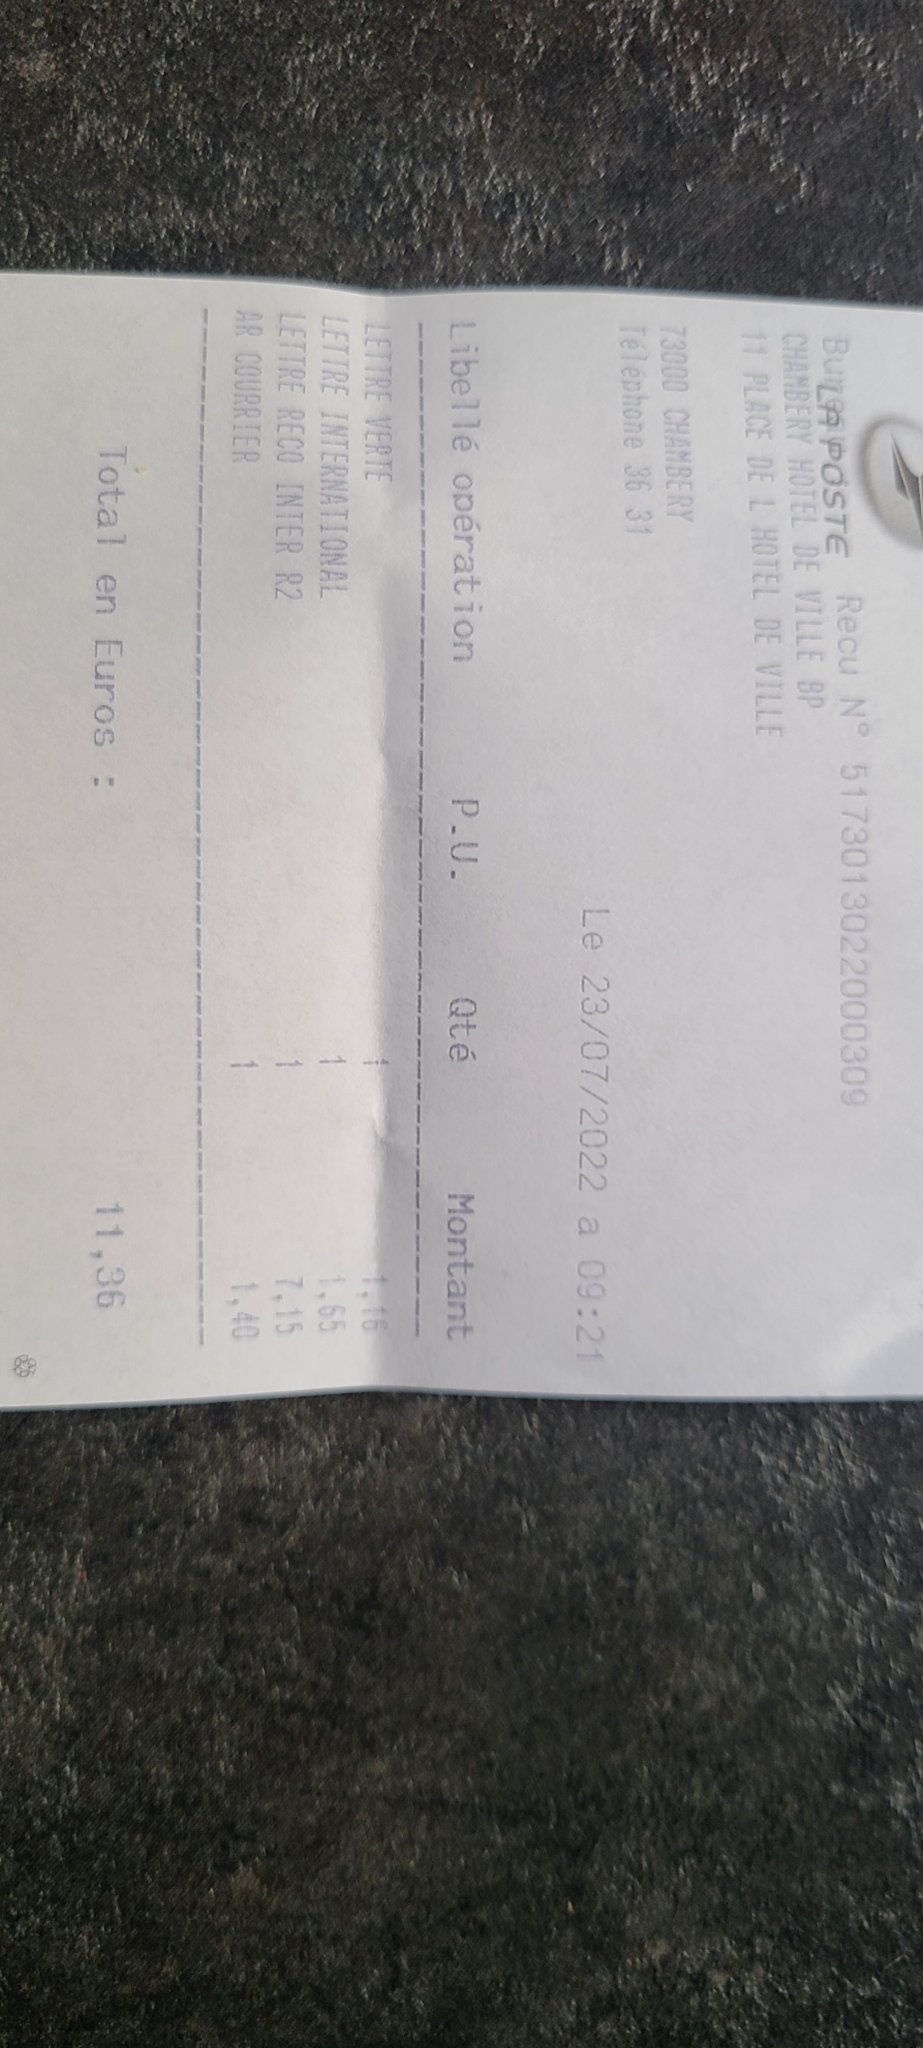 LA POSTE
Recu N° 5173013022000309
Bur
CHAMBERY HOTEL DE VILLE BP
11 PLACE DE L HOTEL DE VILLE
73000 CHAMBERY
Téléphone 36 31
Le 23/07/2022 a 09:21
Libellé opération P.U. Qté Montant
LETTRE VERTE 1 1,16
LETTRE INTERNATIONAL 1 1,65
LETTRE RECO INTER R2 1 7,15
AR COURRIER 1 1,40
Total en Euros : 11,36